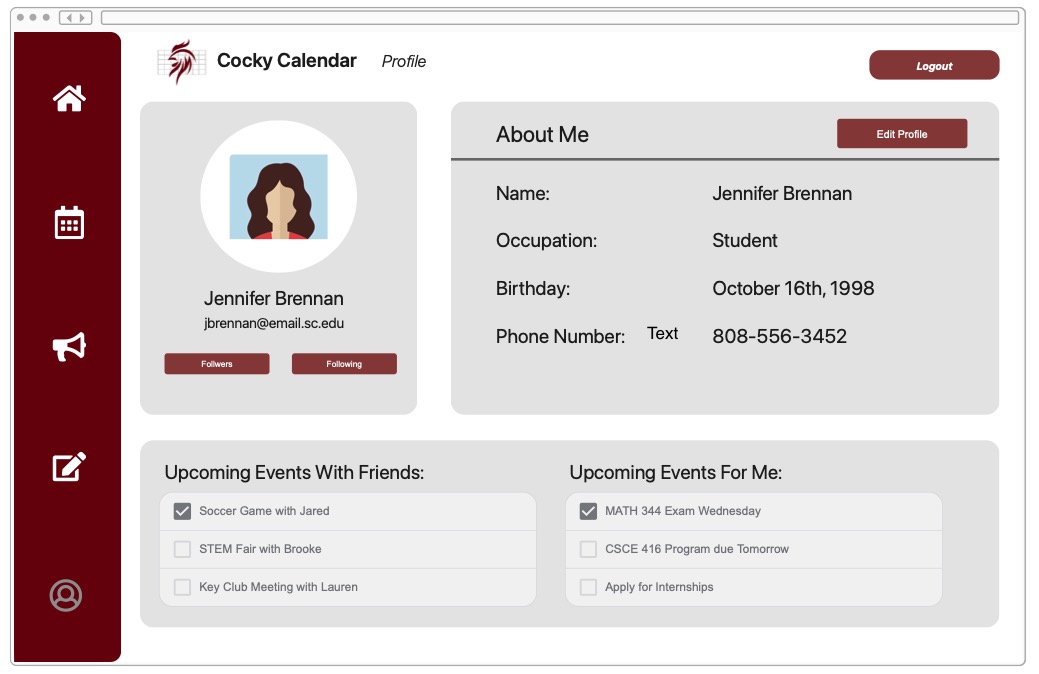 Cocky Calendar Profile
Logout
Jennifer Brennan
jbrennan@email.sc.edu
Follwers Following
About Me Edit Profile
Name: Jennifer Brennan
Occupation: Student
Birthday: October 16th, 1998
Phone Number: Text 808-556-3452
Upcoming Events With Friends:
Soccer Game with Jared
STEM Fair with Brooke
Key Club Meeting with Lauren
Upcoming Events For Me:
MATH 344 Exam Wednesday
CSCE 416 Program due Tomorrow
Apply for Internships